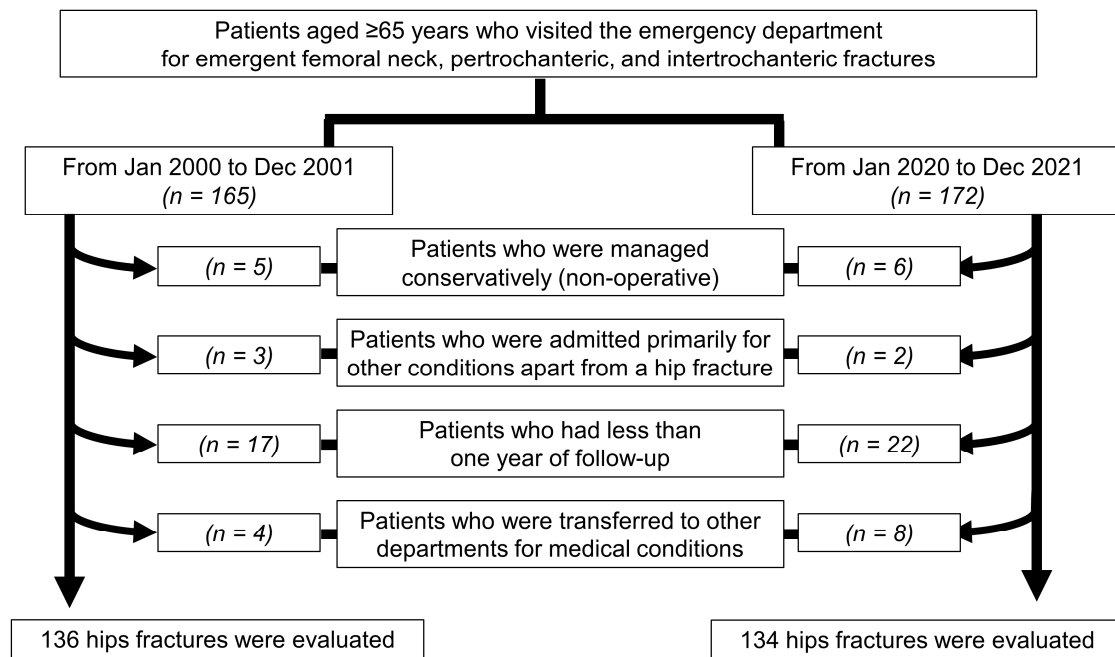 Patients aged ≥65 years who visited the emergency department
for emergent femoral neck, pertrochanteric, and intertrochanteric fractures
From Jan 2000 to Dec 2001
(n = 165)
From Jan 2020 to Dec 2021
(n = 172)
(n = 5)
Patients who were managed
conservatively (non-operative)
(n = 6)
(n = 3)
Patients who were admitted primarily for
other conditions apart from a hip fracture
(n = 2)
(n = 17)
Patients who had less than
one year of follow-up
(n = 22)
(n = 4)
Patients who were transferred to other
departments for medical conditions
(n = 8)
136 hips fractures were evaluated
134 hips fractures were evaluated